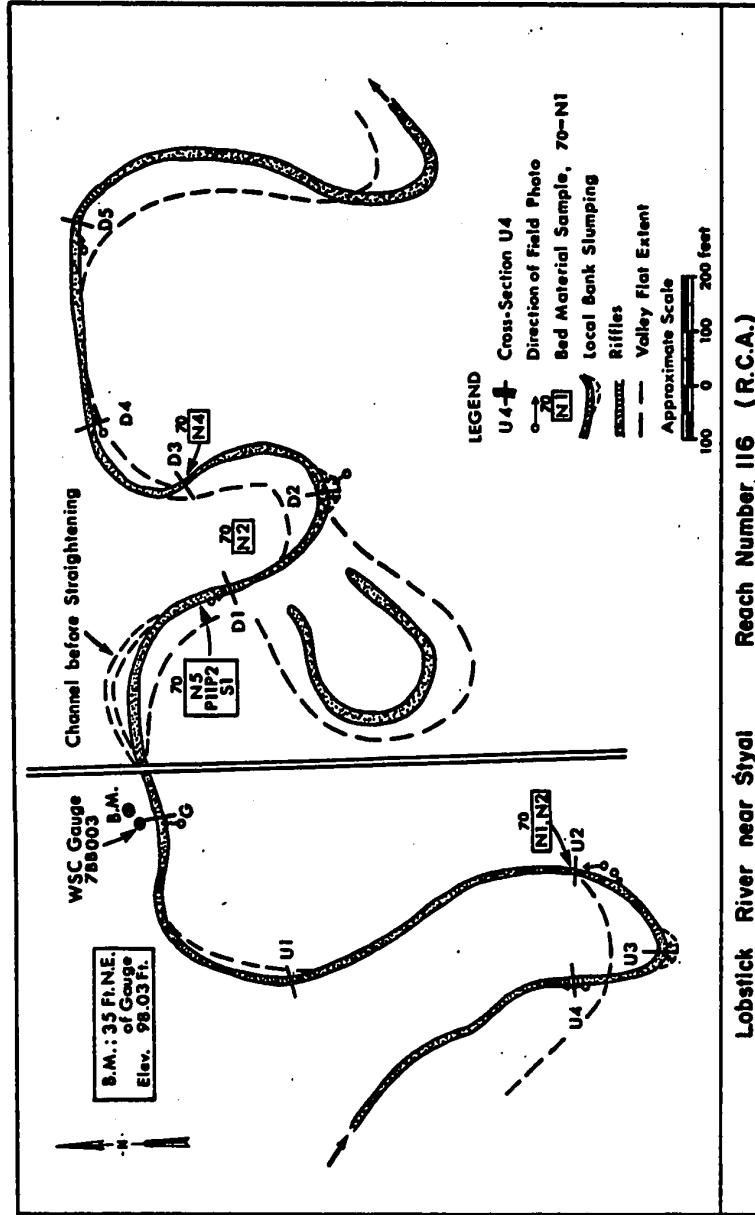 B.M.: 35 Ft. N.E.
of Gauge
Elev. 98.03 Ft.
-N-
WSC Gauge
7BB003
B.M.
G
Channel before Straightening
U1
70
N1, N2
U2
U3
U4
70
N5
P11P2
S1
D1
70
N2
D2
D3
70
N4
D4
D5
LEGEND
U4 Cross-Section U4
Direction of Field Photo
70
N1
Bed Material Sample, 70-N1
Local Bank Slumping
Riffles
Valley Flat Extent
Approximate Scale
100 0 100 200 feet
Lobstick River near Styal Reach Number 116 (R.C.A.)